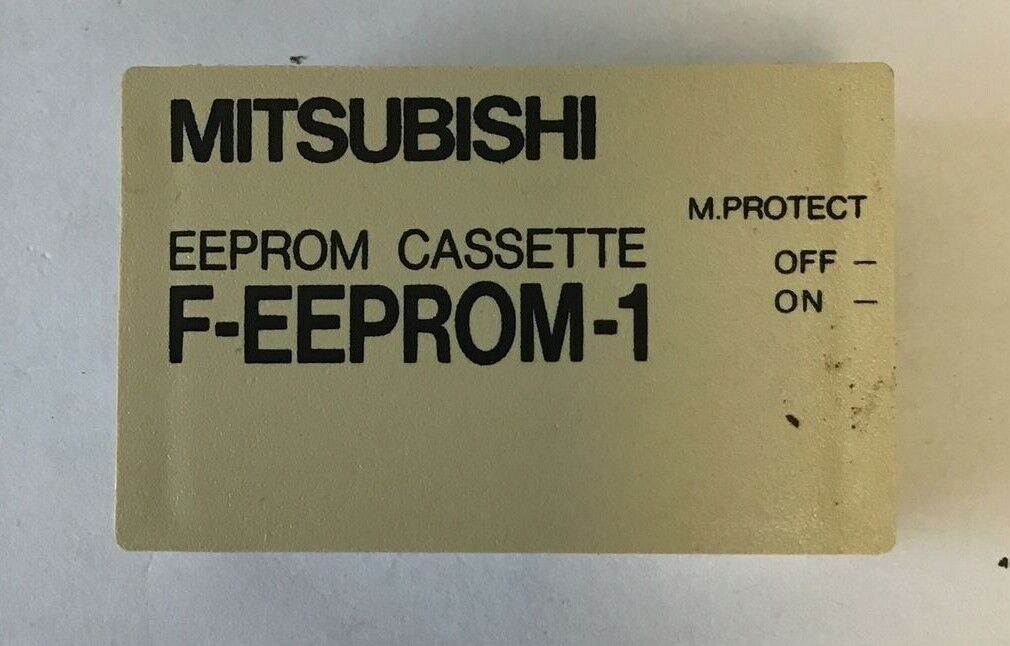 MITSUBISHI
M.PROTECT
EEPROM CASSETTE
OFF –
ON –
F-EEPROM-1